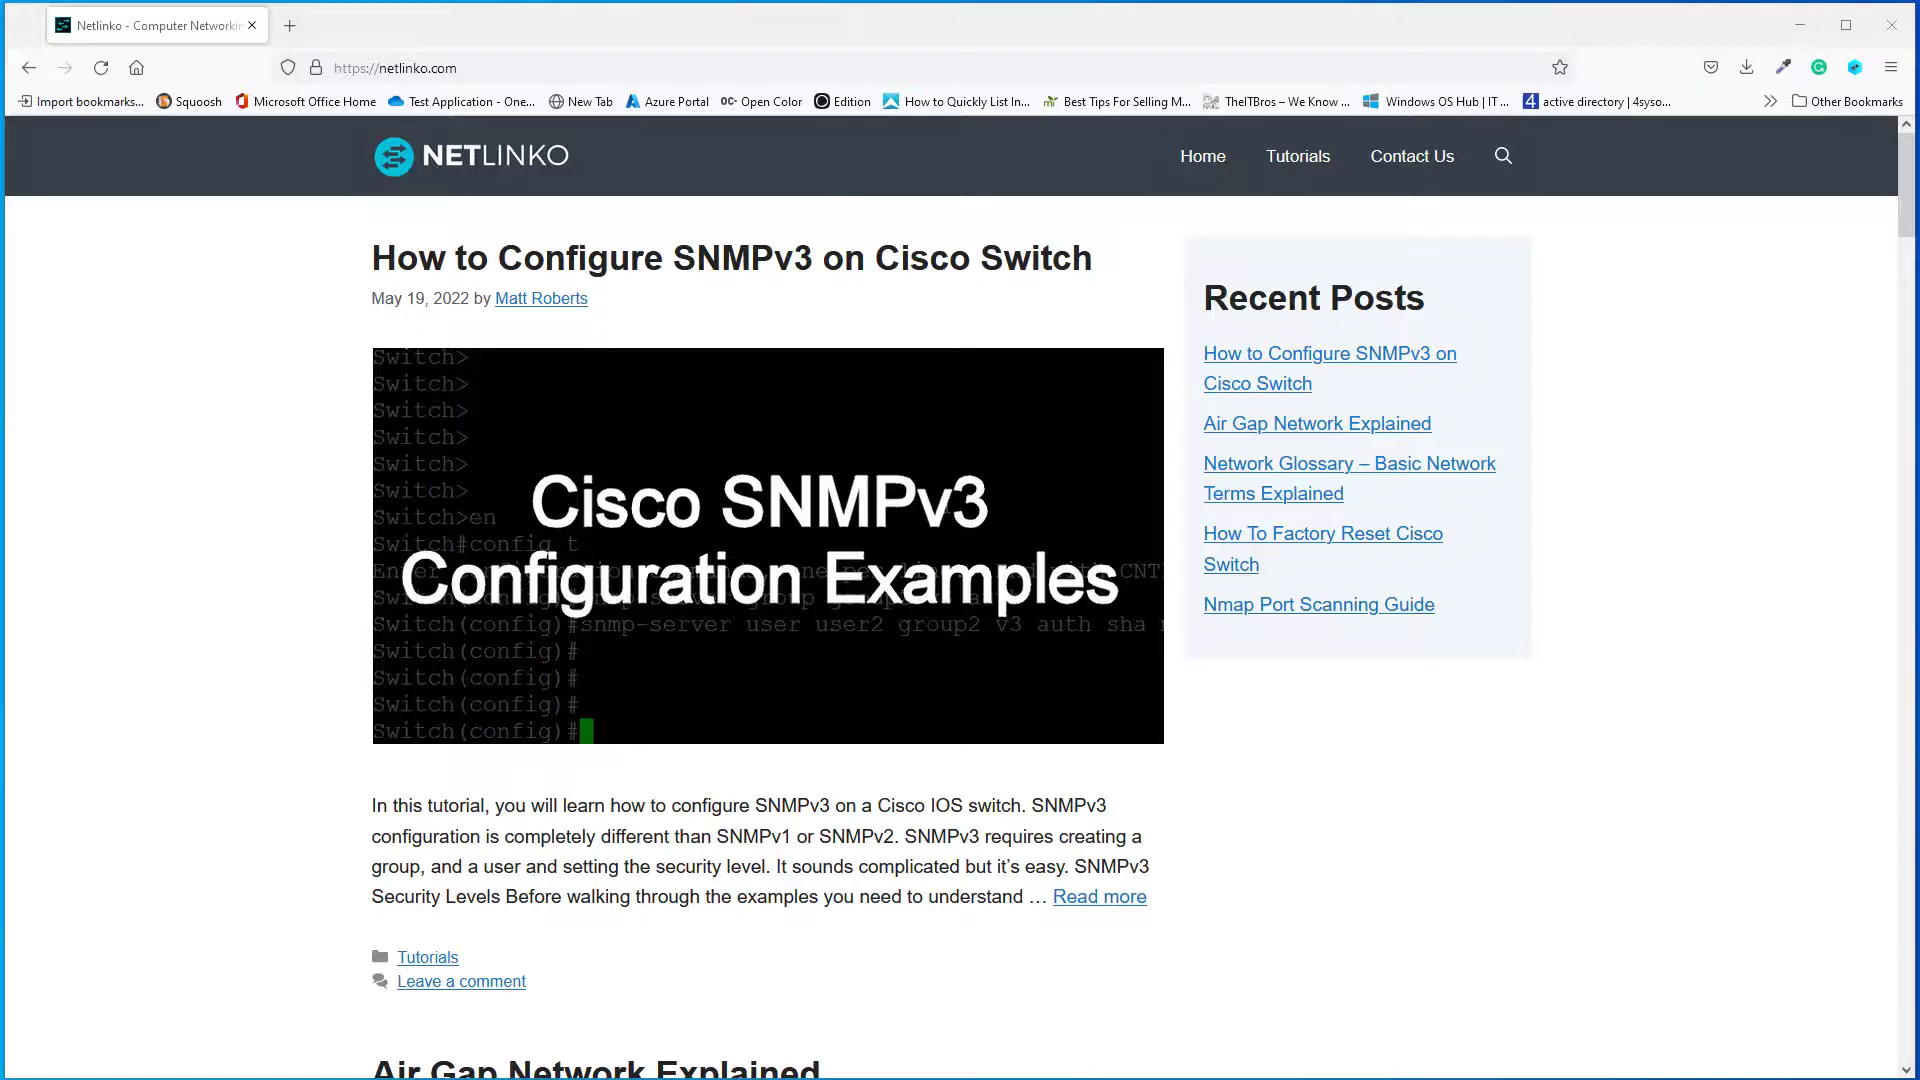 Netlinko - Computer Networkin
https://netlinko.com
Import bookmarks...
Squoosh
Microsoft Office Home
Test Application - One...
New Tab
Azure Portal
OC- Open Color
Edition
How to Quickly List In...
Best Tips For Selling M...
TheITBros – We Know ...
Windows OS Hub | IT ...
4 active directory | 4syso...
Other Bookmarks
NETLINKO
Home
Tutorials
Contact Us
How to Configure SNMPv3 on Cisco Switch
May 19, 2022 by Matt Roberts
Switch>
Switch>
Switch>
Switch>
Switch>
Switch>
Switch>en
Switch#config t
Cisco SNMPv3
Configuration Examples
Switch(config)#snmp-server user user2 group2 v3 auth sha
Switch(config)#
Switch(config)#
Switch(config)#
Switch(config)#
In this tutorial, you will learn how to configure SNMPv3 on a Cisco IOS switch. SNMPv3
configuration is completely different than SNMPv1 or SNMPv2. SNMPv3 requires creating a
group, and a user and setting the security level. It sounds complicated but it's easy. SNMPv3
Security Levels Before walking through the examples you need to understand … Read more
Tutorials
Leave a comment
Air Gap Network Explained
Recent Posts
How to Configure SNMPv3 on
Cisco Switch
Air Gap Network Explained
Network Glossary – Basic Network
Terms Explained
How To Factory Reset Cisco
Switch
Nmap Port Scanning Guide